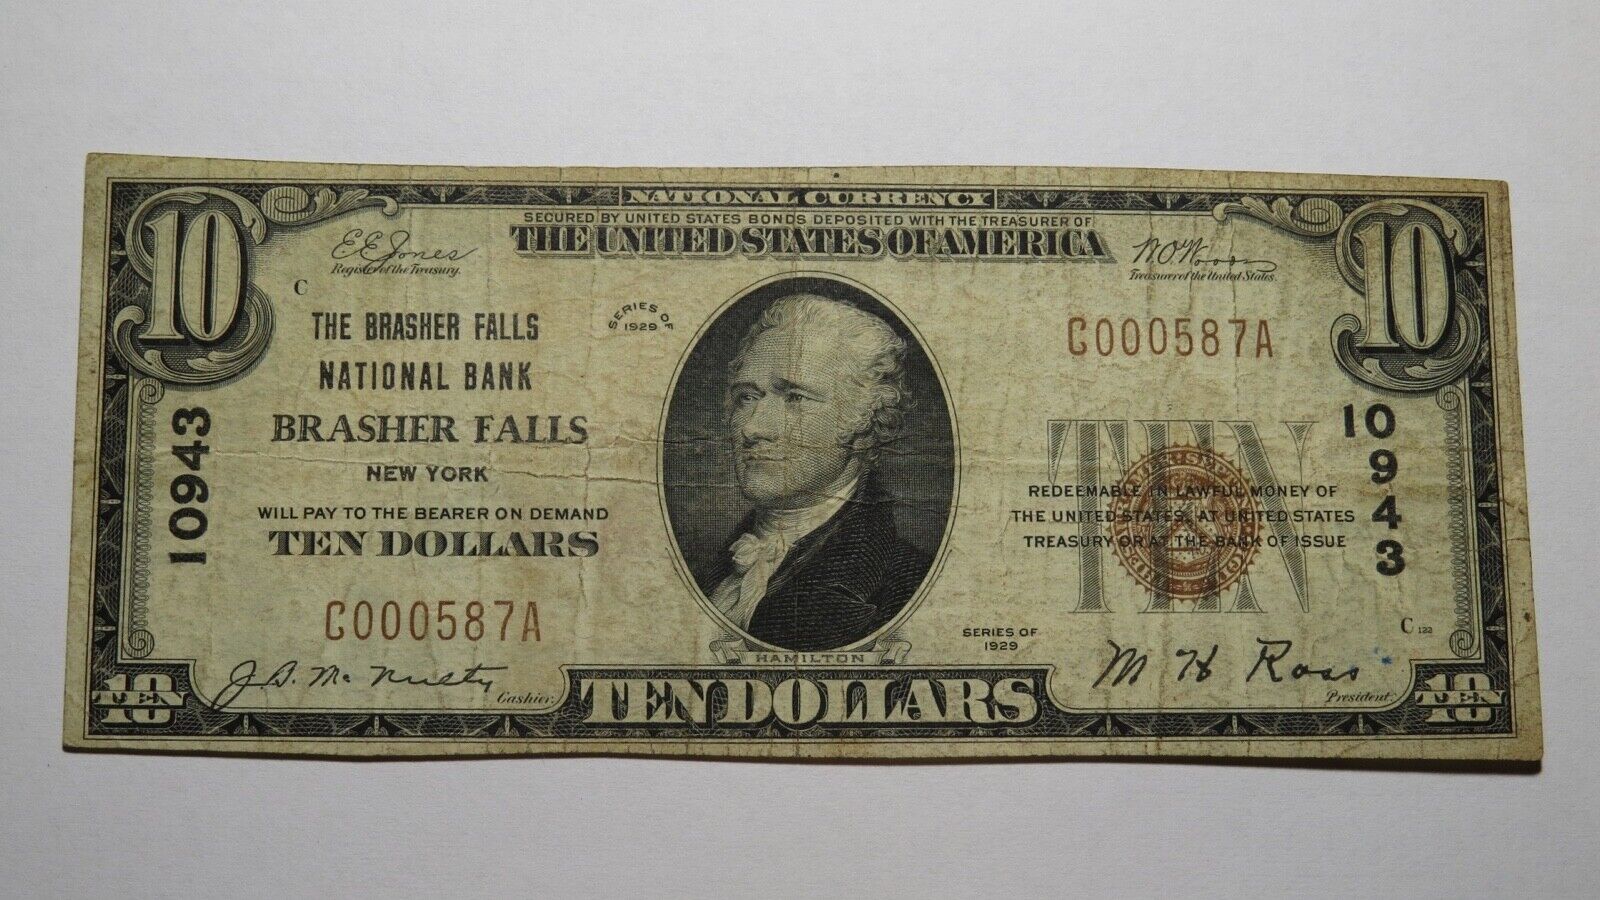 NATIONAL CURRENCY
SECURED BY UNITED STATES BONDS DEPOSITED WITH THE TREASURER OF
THE UNITED STATES OF AMERICA
10
10
E E Jones
Register of the Treasury.
W. O. Woods
Treasurer of the United States.
C
THE BRASHER FALLS
NATIONAL BANK
BRASHER FALLS
NEW YORK
WILL PAY TO THE BEARER ON DEMAND
TEN DOLLARS
SERIES OF
1929
C000587A
10943
10943
TEN
REDEEMABLE IN LAWFUL MONEY OF
THE UNITED STATES, AT UNITED STATES
TREASURY OR AT THE BANK OF ISSUE
C000587A
HAMILTON
SERIES OF
1929
C 122
J. S. McNulty
Cashier.
M H Ross
President.
10 TEN
TEN DOLLARS
10 TEN